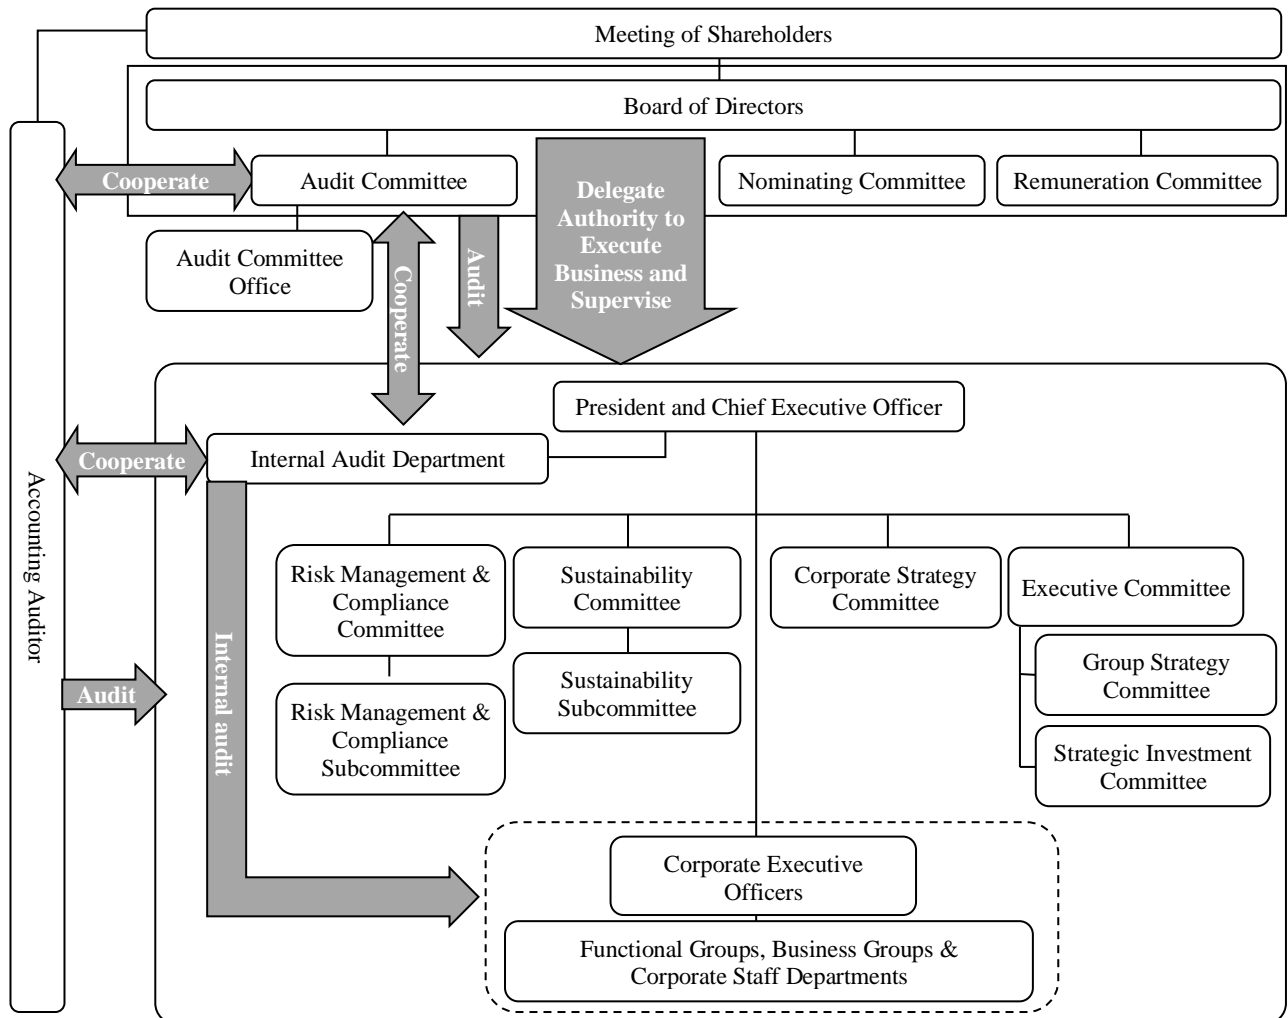 Meeting of Shareholders
Board of Directors
Cooperate
Audit Committee
Delegate
Authority to
Execute
Business and
Supervise
Nominating Committee
Remuneration Committee
Audit Committee
Office
Cooperate
Audit
President and Chief Executive Officer
Cooperate
Internal Audit Department
Accounting Auditor
Risk Management &
Compliance
Committee
Sustainability
Committee
Corporate Strategy
Committee
Executive Committee
Internal audit
Audit
Risk Management &
Compliance
Subcommittee
Sustainability
Subcommittee
Group Strategy
Committee
Strategic Investment
Committee
Corporate Executive
Officers
Functional Groups, Business Groups &
Corporate Staff Departments